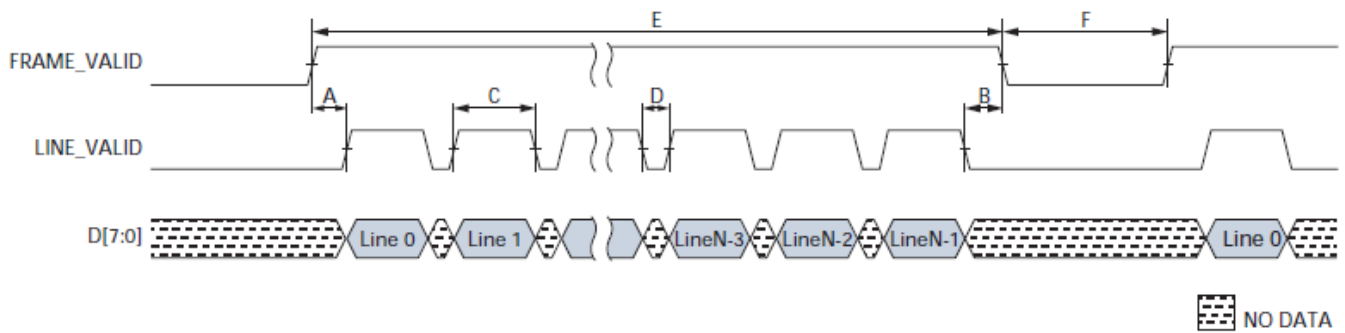 E F
FRAME_VALID
A C D B
LINE_VALID
D[7:0] Line 0 Line 1 LineN-3 LineN-2 LineN-1 Line 0
NO DATA